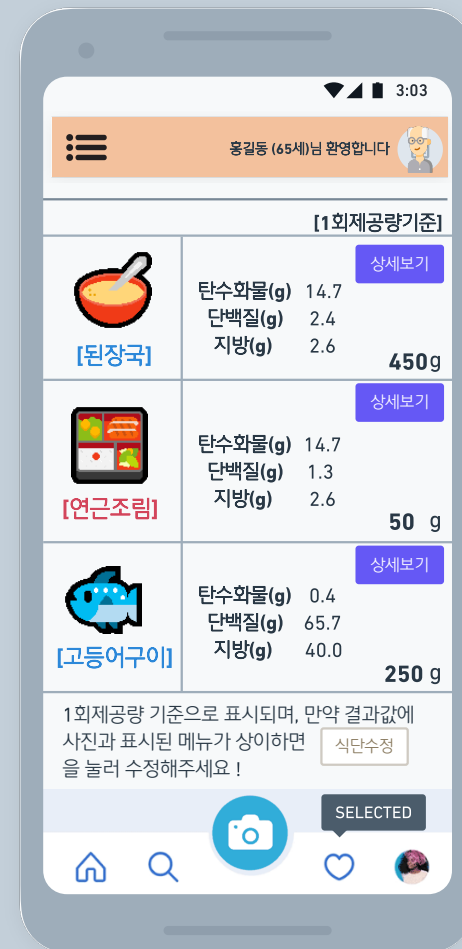 3:03
홍길동 (65세)님 환영합니다
[1회제공량기준]
상세보기
탄수화물(g) 14.7
단백질(g) 2.4
지방(g) 2.6
[된장국]
450g
상세보기
탄수화물(g) 14.7
단백질(g) 1.3
지방(g) 2.6
[연근조림]
50 g
상세보기
탄수화물(g) 0.4
단백질(g) 65.7
지방(g) 40.0
[고등어구이]
250 g
1회제공량 기준으로 표시되며, 만약 결과값에
사진과 표시된 메뉴가 상이하면 식단수정
을 눌러 수정해주세요 !
SELECTED